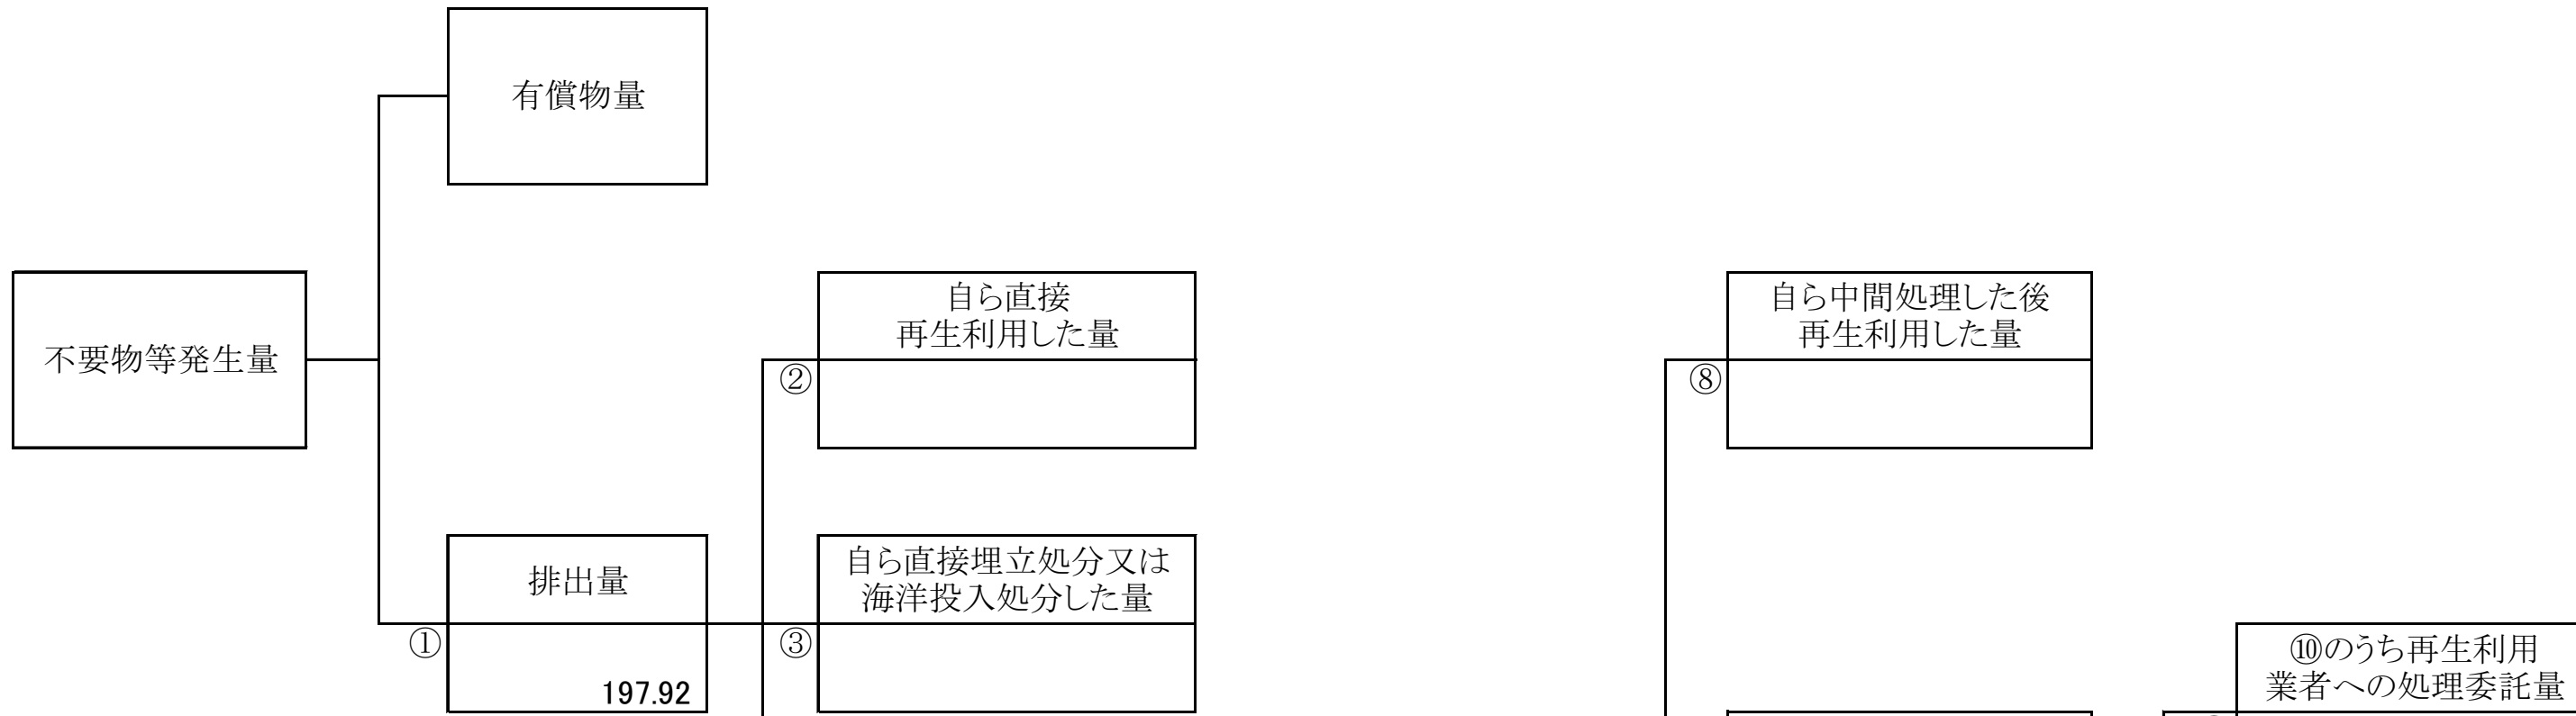 有償物量
不要物等発生量
自ら直接
再生利用した量
②
自ら中間処理した後
再生利用した量
⑧
排出量
①
197.92
自ら直接埋立処分又は
海洋投入処分した量
③
⑩のうち再生利用
業者への処理委託量